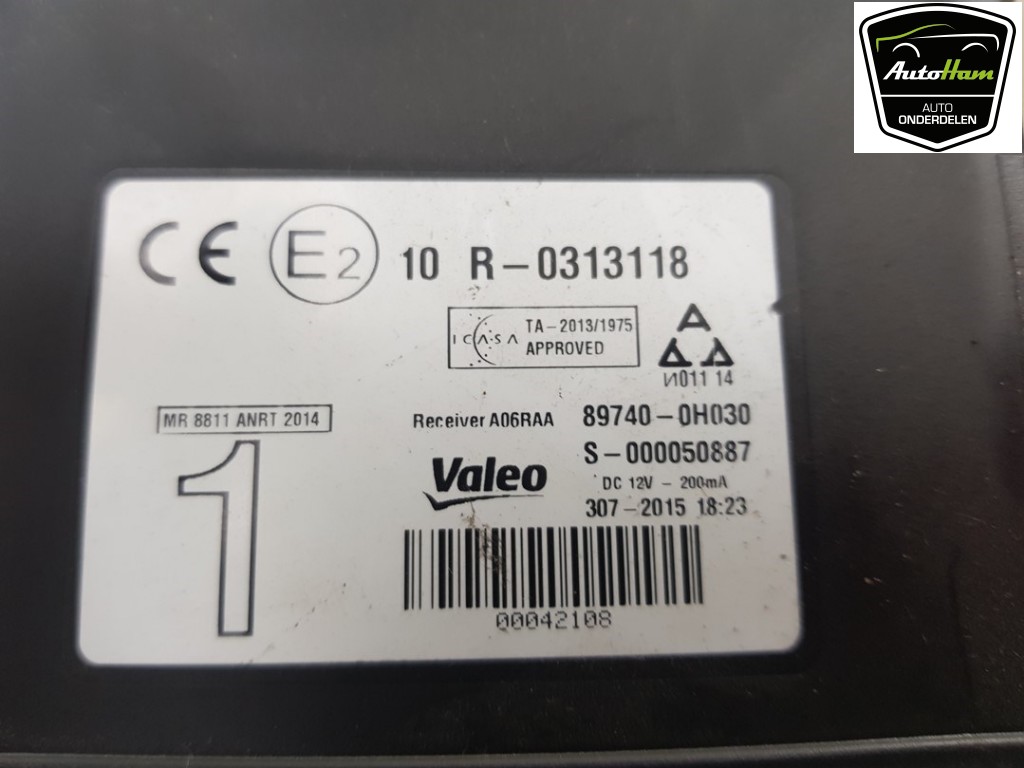 AutoHam
AUTO
ONDERDELEN
CE E2 10 R-0313118
ICASA TA-2013/1975
APPROVED
И011 14
MR 8811 ANRT 2014
Receiver A06RAA 89740-0H030
S-000050887
Valeo DC 12V - 200mA
307-2015 18:23
1
00042108